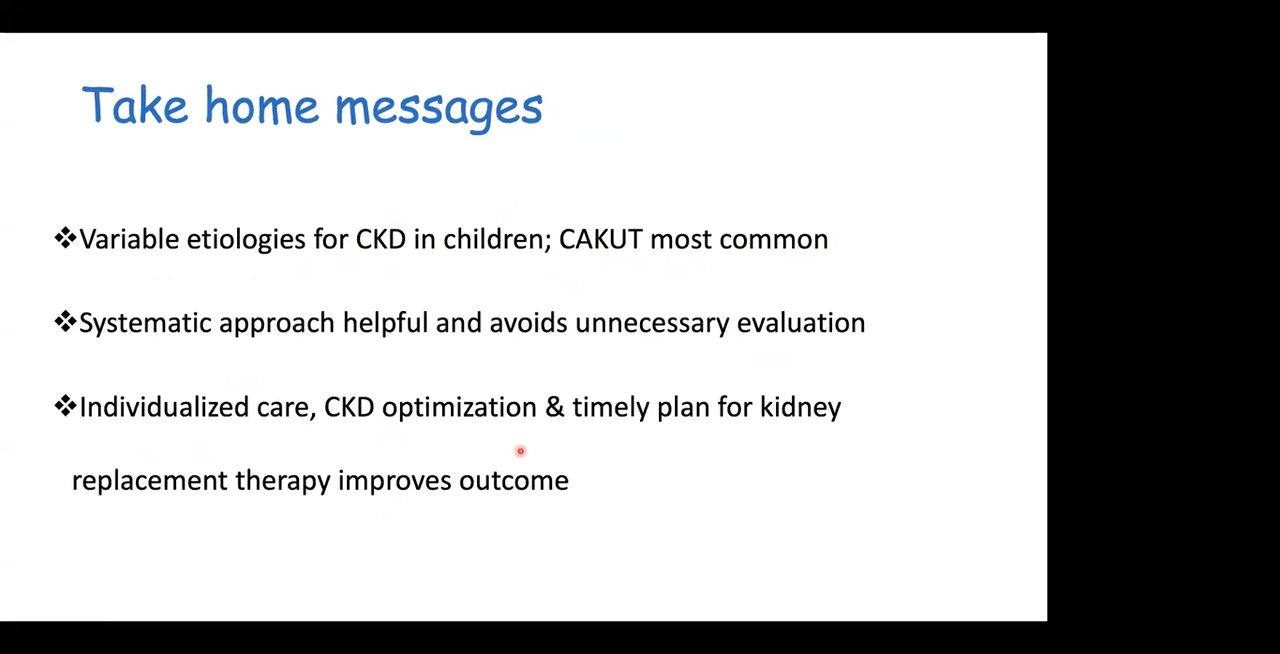 Take home messages
❖Variable etiologies for CKD in children; CAKUT most common
❖Systematic approach helpful and avoids unnecessary evaluation
❖Individualized care, CKD optimization & timely plan for kidney
replacement therapy improves outcome